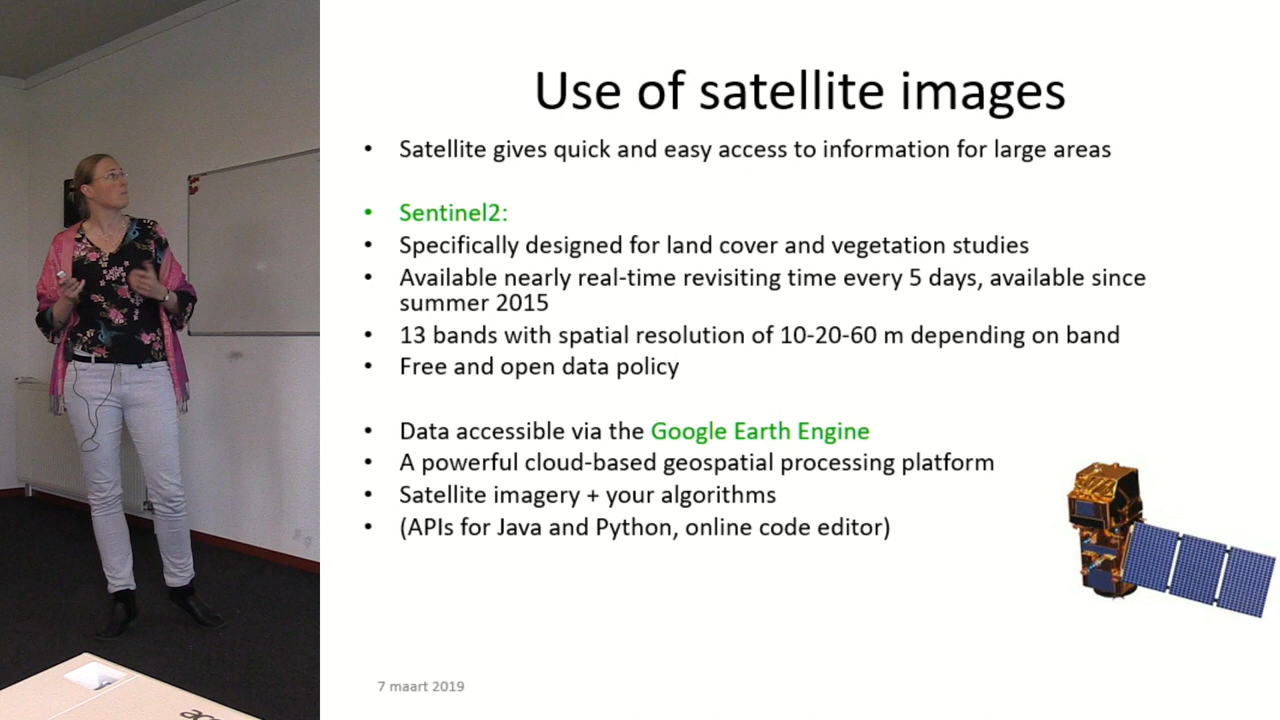 Use of satellite images
• Satellite gives quick and easy access to information for large areas
• Sentinel2:
• Specifically designed for land cover and vegetation studies
• Available nearly real-time revisiting time every 5 days, available since
summer 2015
• 13 bands with spatial resolution of 10-20-60 m depending on band
• Free and open data policy
• Data accessible via the Google Earth Engine
• A powerful cloud-based geospatial processing platform
• Satellite imagery + your algorithms
• (APIs for Java and Python, online code editor)
7 maart 2019